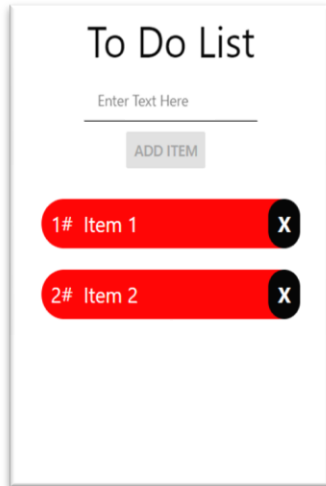 To Do List
Enter Text Here
ADD ITEM
1# Item 1 X
2# Item 2 X